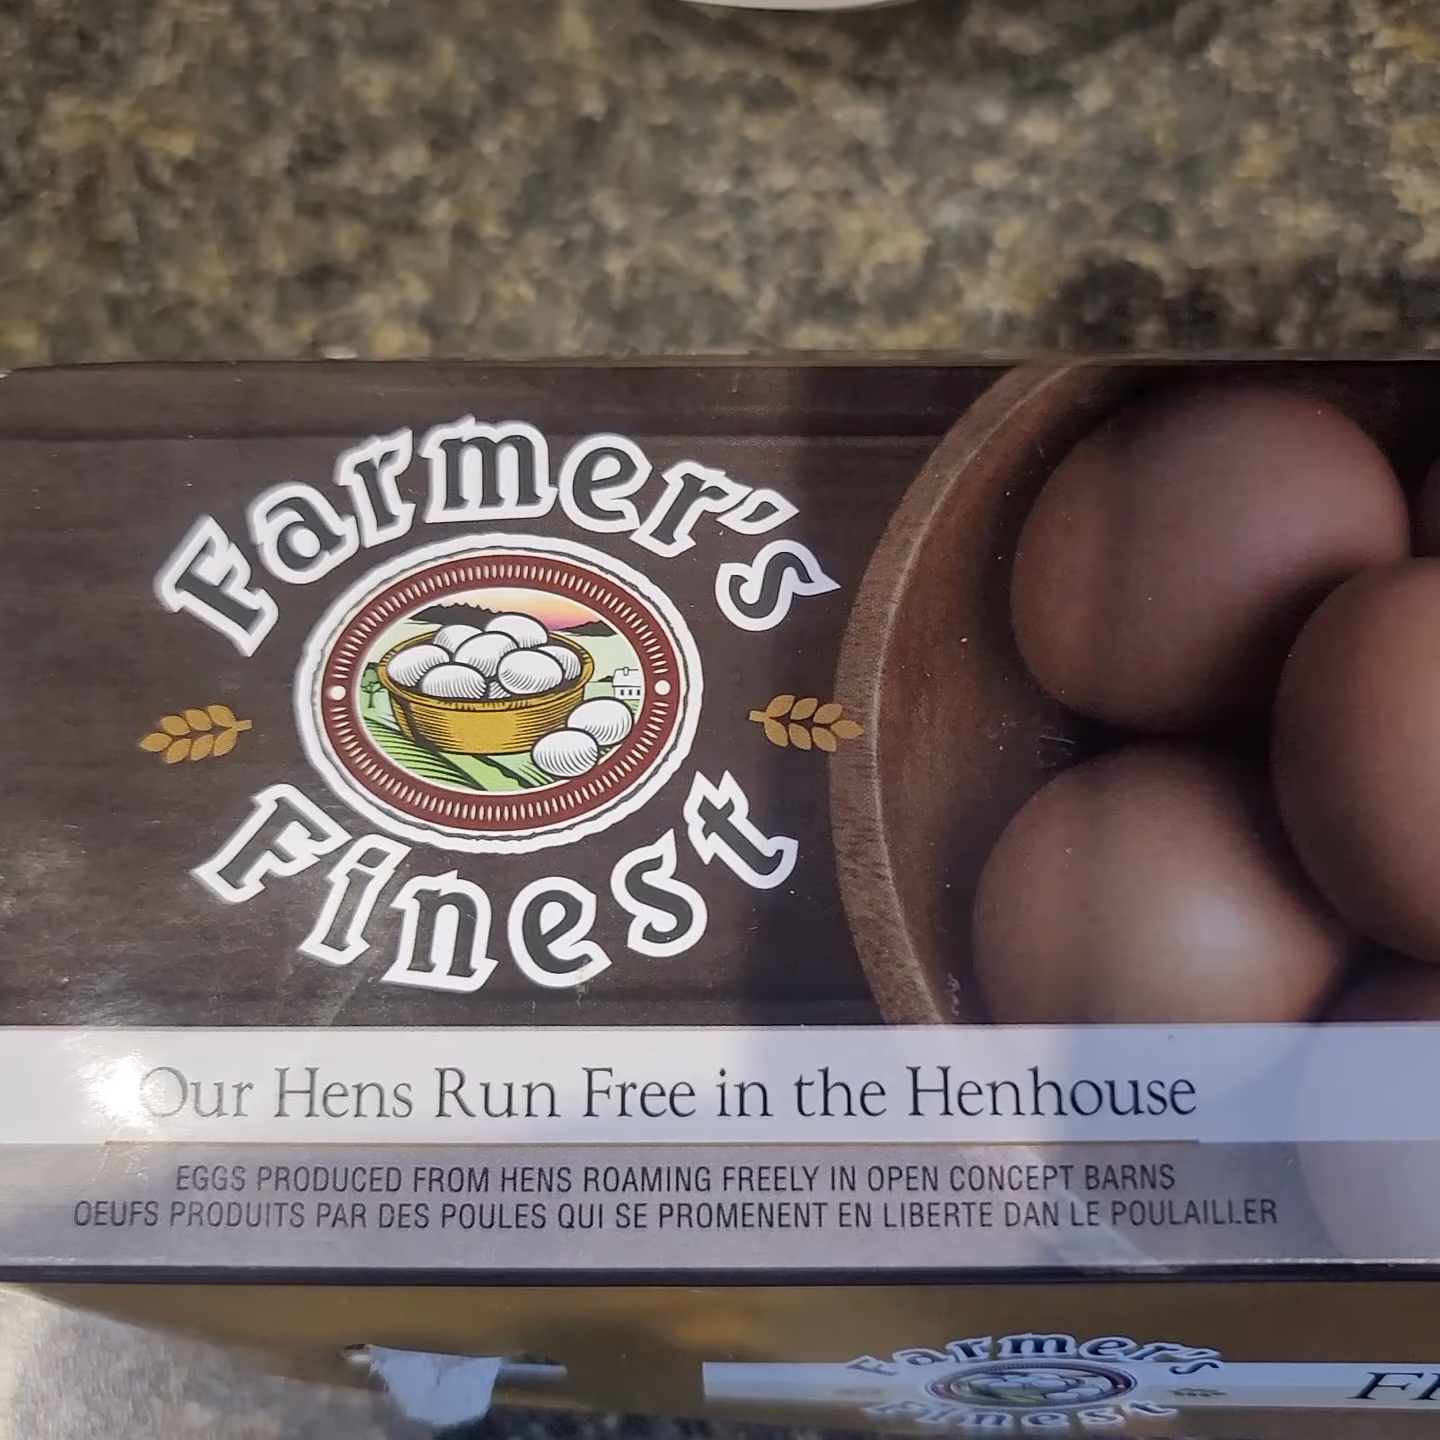 Farmer's
Finest
Our Hens Run Free in the Henhouse
EGGS PRODUCED FROM HENS ROAMING FREELY IN OPEN CONCEPT BARNS
OEUFS PRODUITS PAR DES POULES QUI SE PROMENENT EN LIBERTE DAN LE POULAILLER
Farmer's
Finest